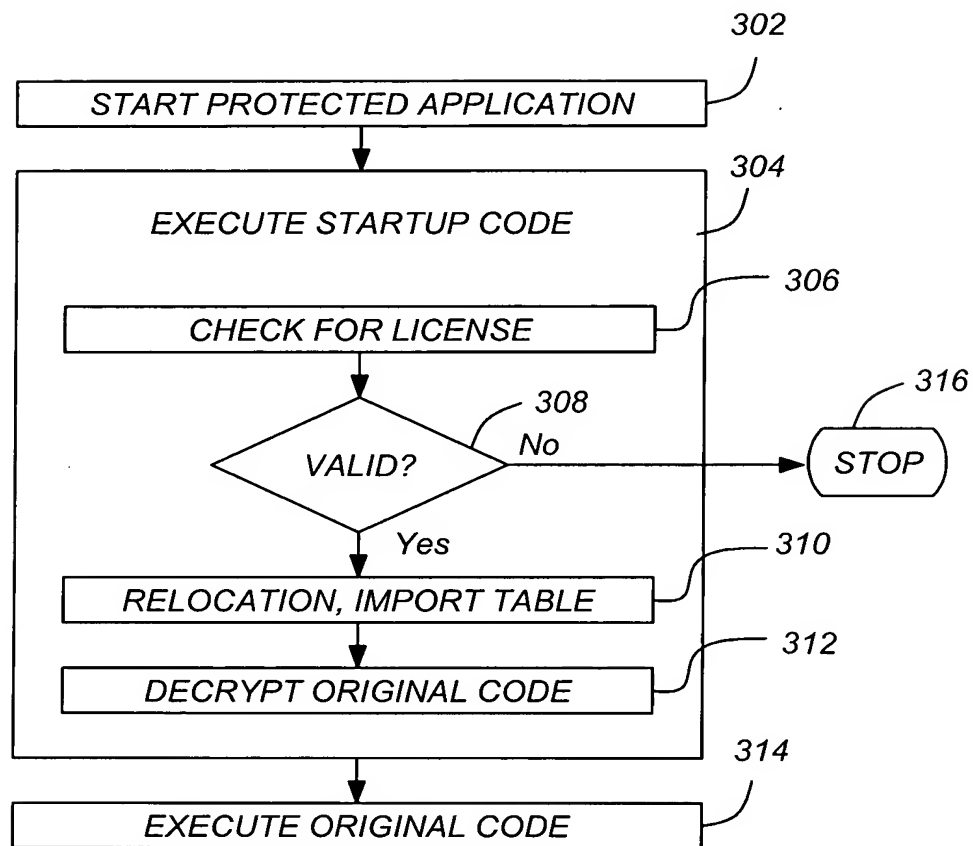 302
START PROTECTED APPLICATION
304
EXECUTE STARTUP CODE
306
CHECK FOR LICENSE
308
316
VALID?
No
STOP
Yes
310
RELOCATION, IMPORT TABLE
312
DECRYPT ORIGINAL CODE
314
EXECUTE ORIGINAL CODE